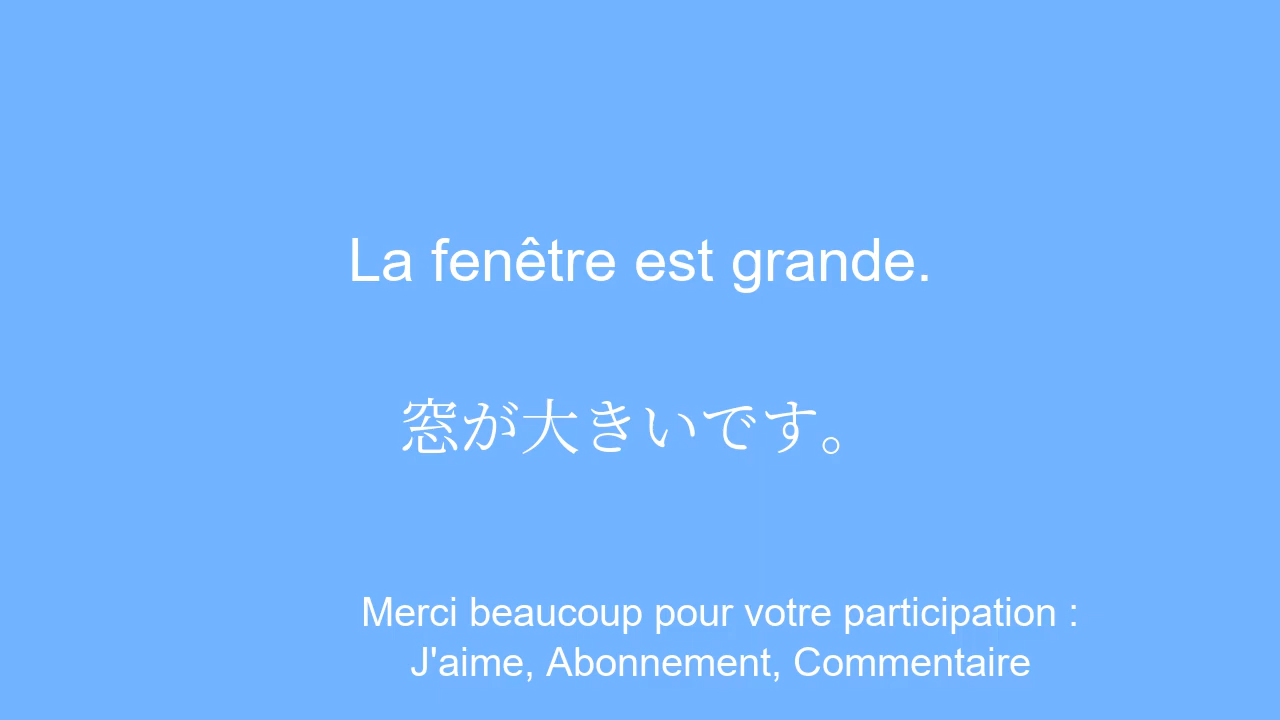 La fenêtre est grande.
窓が大きいです。
Merci beaucoup pour votre participation :
J'aime, Abonnement, Commentaire